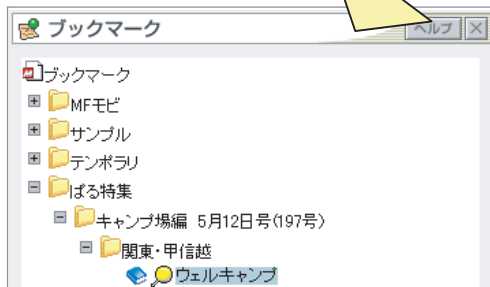 ブックマーク ヘルプ
ブックマーク
MFモビ
サンプル
テンポラリ
ぱる特集
キャンプ場編 5月12日号(197号)
関東・甲信越
ウェルキャンプ